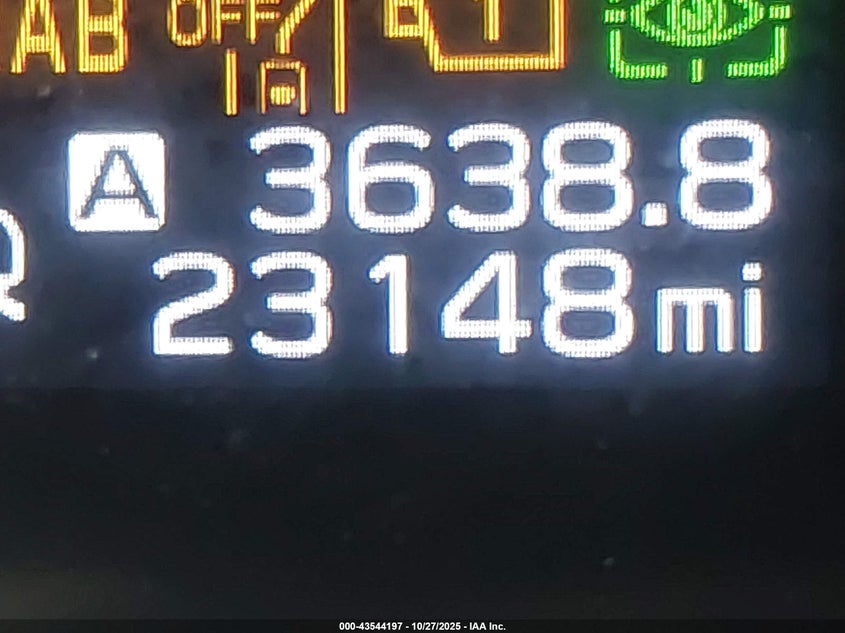 AB OFF
A 3638.8
23148mi
000-43544197 - 10/27/2025 - IAA Inc.